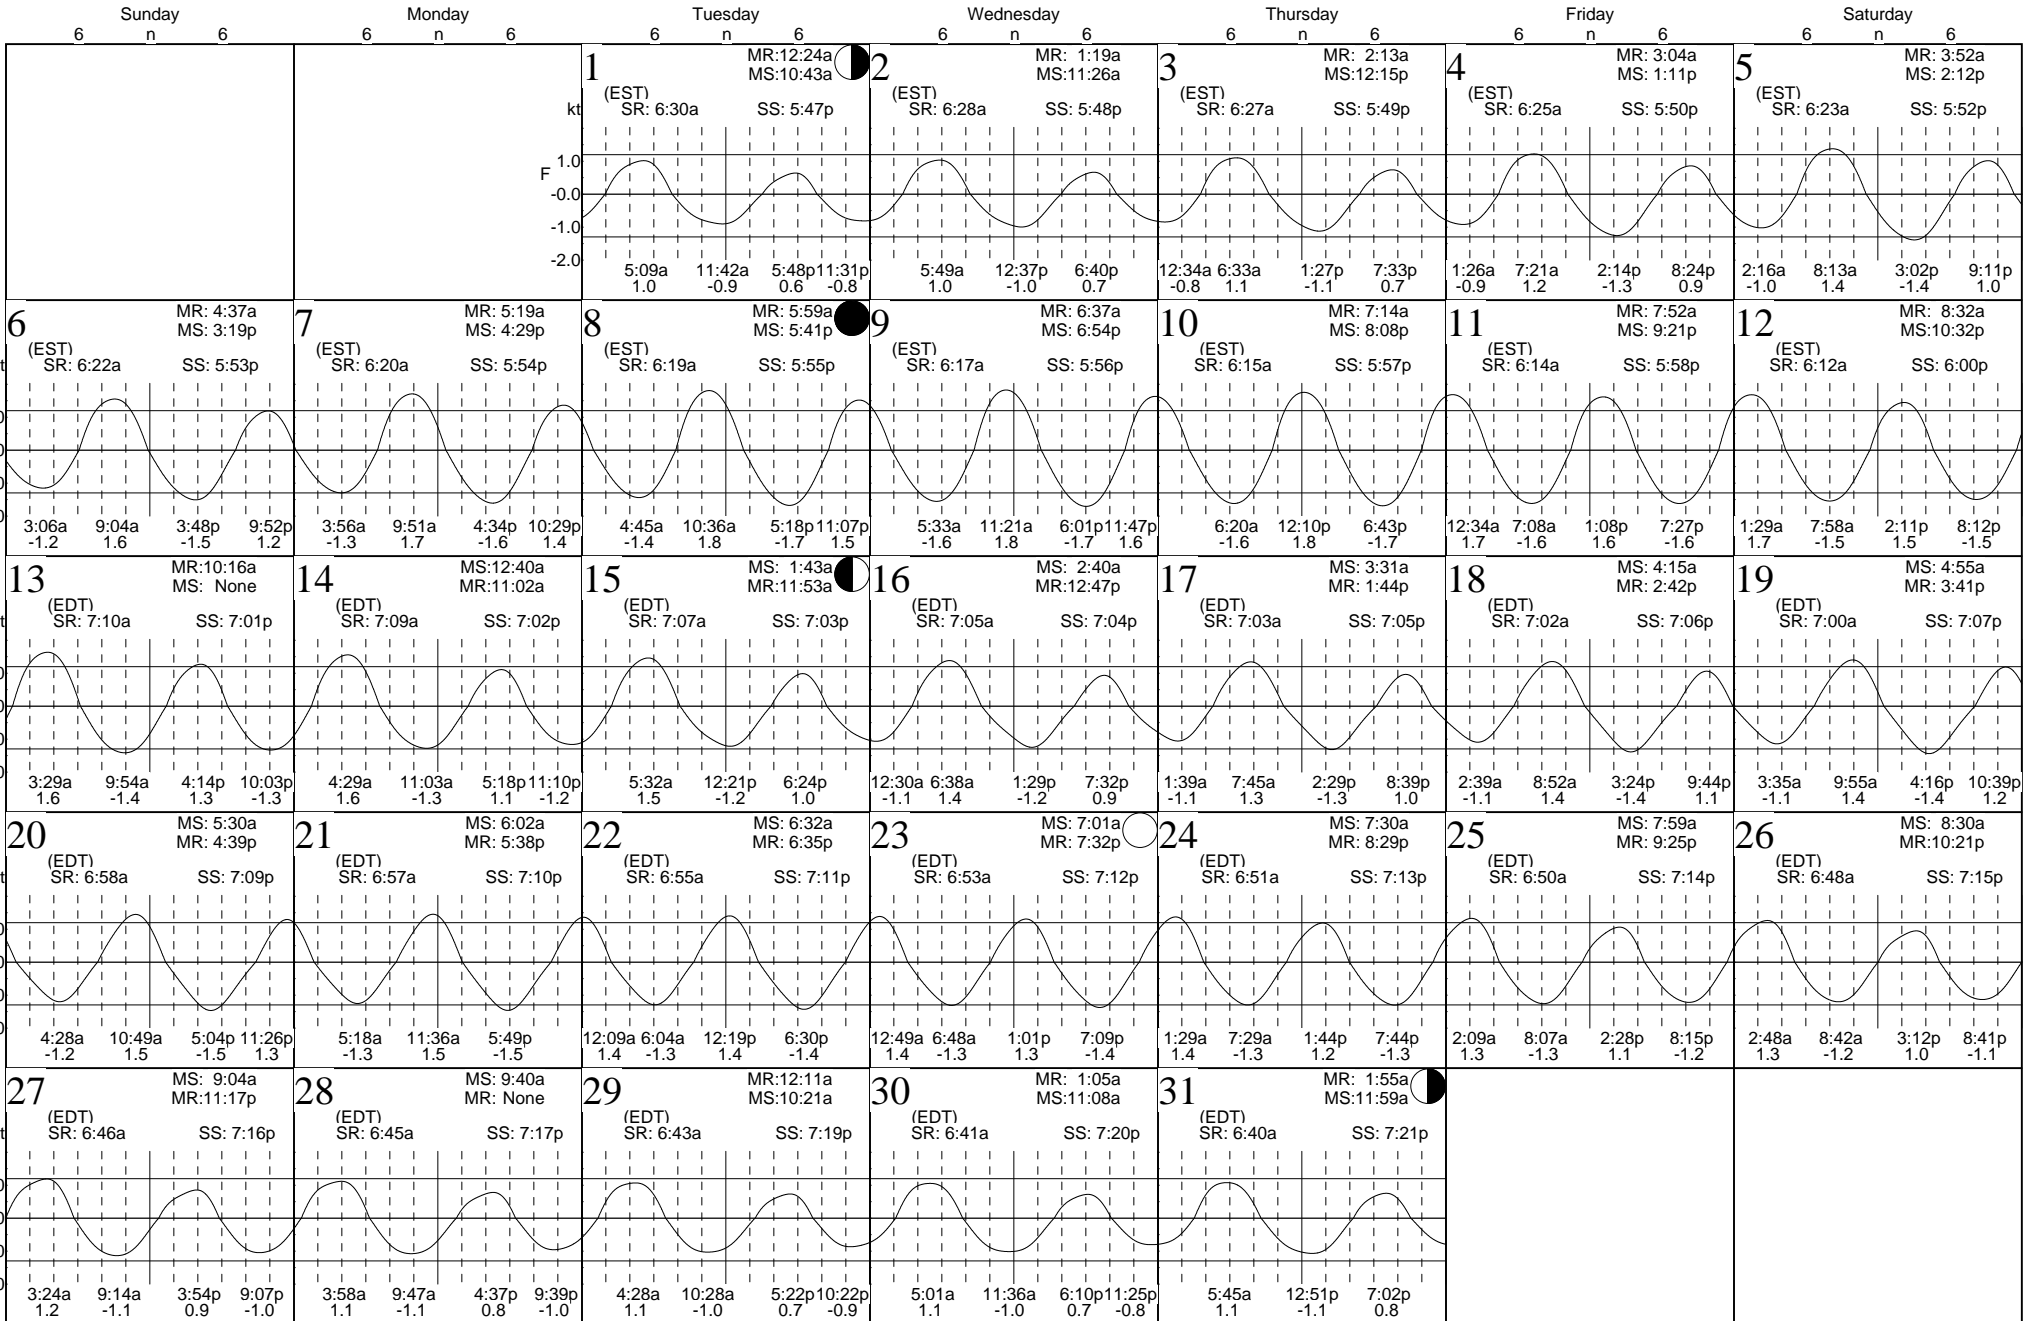 Sunday Monday Tuesday Wednesday Thursday Friday Saturday
6 n 6 6 n 6 6 n 6 6 n 6 6 n 6 6 n 6 6 n 6
1
MR:12:24a
MS:10:43a
(EST)
SR: 6:30a SS: 5:47p
kt
1.0
F
-0.0
-1.0
-2.0
5:09a 11:42a 5:48p 11:31p
1.0 -0.9 0.6 -0.8
2
MR: 1:19a
MS:11:26a
(EST)
SR: 6:28a SS: 5:48p
5:49a 12:37p 6:40p
1.0 -1.0 0.7
3
MR: 2:13a
MS:12:15p
(EST)
SR: 6:27a SS: 5:49p
12:34a 6:33a 1:27p 7:33p
-0.8 1.1 -1.1 0.7
4
MR: 3:04a
MS: 1:11p
(EST)
SR: 6:25a SS: 5:50p
1:26a 7:21a 2:14p 8:24p
-0.9 1.2 -1.3 0.9
5
MR: 3:52a
MS: 2:12p
(EST)
SR: 6:23a SS: 5:52p
2:16a 8:13a 3:02p 9:11p
-1.0 1.4 -1.4 1.0
6
MR: 4:37a
MS: 3:19p
(EST)
SR: 6:22a SS: 5:53p
3:06a 9:04a 3:48p 9:52p
-1.2 1.6 -1.5 1.2
7
MR: 5:19a
MS: 4:29p
(EST)
SR: 6:20a SS: 5:54p
3:56a 9:51a 4:34p 10:29p
-1.3 1.7 -1.6 1.4
8
MR: 5:59a
MS: 5:41p
(EST)
SR: 6:19a SS: 5:55p
4:45a 10:36a 5:18p 11:07p
-1.4 1.8 -1.7 1.5
9
MR: 6:37a
MS: 6:54p
(EST)
SR: 6:17a SS: 5:56p
5:33a 11:21a 6:01p 11:47p
-1.6 1.8 -1.7 1.6
10
MR: 7:14a
MS: 8:08p
(EST)
SR: 6:15a SS: 5:57p
6:20a 12:10p 6:43p
-1.6 1.8 -1.7
11
MR: 7:52a
MS: 9:21p
(EST)
SR: 6:14a SS: 5:58p
12:34a 7:08a 1:08p 7:27p
1.7 -1.6 1.6 -1.6
12
MR: 8:32a
MS:10:32p
(EST)
SR: 6:12a SS: 6:00p
1:29a 7:58a 2:11p 8:12p
1.7 -1.5 1.5 -1.5
13
MR:10:16a
MS: None
(EDT)
SR: 7:10a SS: 7:01p
3:29a 9:54a 4:14p 10:03p
1.6 -1.4 1.3 -1.3
14
MS:12:40a
MR:11:02a
(EDT)
SR: 7:09a SS: 7:02p
4:29a 11:03a 5:18p 11:10p
1.6 -1.3 1.1 -1.2
15
MS: 1:43a
MR:11:53a
(EDT)
SR: 7:07a SS: 7:03p
5:32a 12:21p 6:24p
1.5 -1.2 1.0
16
MS: 2:40a
MR:12:47p
(EDT)
SR: 7:05a SS: 7:04p
12:30a 6:38a 1:29p 7:32p
-1.1 1.4 -1.2 0.9
17
MS: 3:31a
MR: 1:44p
(EDT)
SR: 7:03a SS: 7:05p
1:39a 7:45a 2:29p 8:39p
-1.1 1.3 -1.3 1.0
18
MS: 4:15a
MR: 2:42p
(EDT)
SR: 7:02a SS: 7:06p
2:39a 8:52a 3:24p 9:44p
-1.1 1.4 -1.4 1.1
19
MS: 4:55a
MR: 3:41p
(EDT)
SR: 7:00a SS: 7:07p
3:35a 9:55a 4:16p 10:39p
-1.1 1.4 -1.4 1.2
20
MS: 5:30a
MR: 4:39p
(EDT)
SR: 6:58a SS: 7:09p
4:28a 10:49a 5:04p 11:26p
-1.2 1.5 -1.5 1.3
21
MS: 6:02a
MR: 5:38p
(EDT)
SR: 6:57a SS: 7:10p
5:18a 11:36a 5:49p
-1.3 1.5 -1.5
22
MS: 6:32a
MR: 6:35p
(EDT)
SR: 6:55a SS: 7:11p
12:09a 6:04a 12:19p 6:30p
1.4 -1.3 1.4 -1.4
23
MS: 7:01a
MR: 7:32p
(EDT)
SR: 6:53a SS: 7:12p
12:49a 6:48a 1:01p 7:09p
1.4 -1.3 1.3 -1.4
24
MS: 7:30a
MR: 8:29p
(EDT)
SR: 6:51a SS: 7:13p
1:29a 7:29a 1:44p 7:44p
1.4 -1.3 1.2 -1.3
25
MS: 7:59a
MR: 9:25p
(EDT)
SR: 6:50a SS: 7:14p
2:09a 8:07a 2:28p 8:15p
1.3 -1.3 1.1 -1.2
26
MS: 8:30a
MR:10:21p
(EDT)
SR: 6:48a SS: 7:15p
2:48a 8:42a 3:12p 8:41p
1.3 -1.2 1.0 -1.1
27
MS: 9:04a
MR:11:17p
(EDT)
SR: 6:46a SS: 7:16p
3:24a 9:14a 3:54p 9:07p
1.2 -1.1 0.9 -1.0
28
MS: 9:40a
MR: None
(EDT)
SR: 6:45a SS: 7:17p
3:58a 9:47a 4:37p 9:39p
1.1 -1.1 0.8 -1.0
29
MR:12:11a
MS:10:21a
(EDT)
SR: 6:43a SS: 7:19p
4:28a 10:28a 5:22p 10:22p
1.1 -1.0 0.7 -0.9
30
MR: 1:05a
MS:11:08a
(EDT)
SR: 6:41a SS: 7:20p
5:01a 11:36a 6:10p 11:25p
1.1 -1.0 0.7 -0.8
31
MR: 1:55a
MS:11:59a
(EDT)
SR: 6:40a SS: 7:21p
5:45a 12:51p 7:02p
1.1 -1.1 0.8